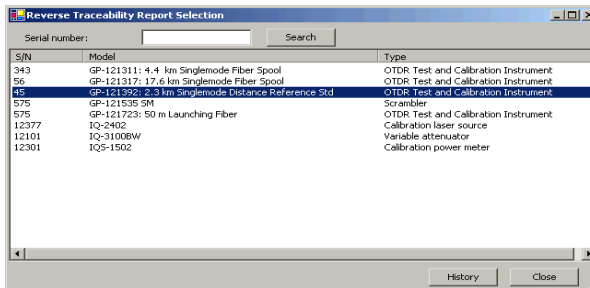 Reverse Traceability Report Selection
Serial number: Search
S/N Model Type
343 GP-121311: 4.4 km Singlemode Fiber Spool OTDR Test and Calibration Instrument
56 GP-121317: 17.6 km Singlemode Fiber Spool OTDR Test and Calibration Instrument
45 GP-121392: 2.3 km Singlemode Distance Reference Std OTDR Test and Calibration Instrument
575 GP-121535 SM Scrambler
575 GP-121723: 50 m Launching Fiber OTDR Test and Calibration Instrument
12377 IQ-2402 Calibration laser source
12101 IQ-3100BW Variable attenuator
12301 IQS-1502 Calibration power meter
History Close